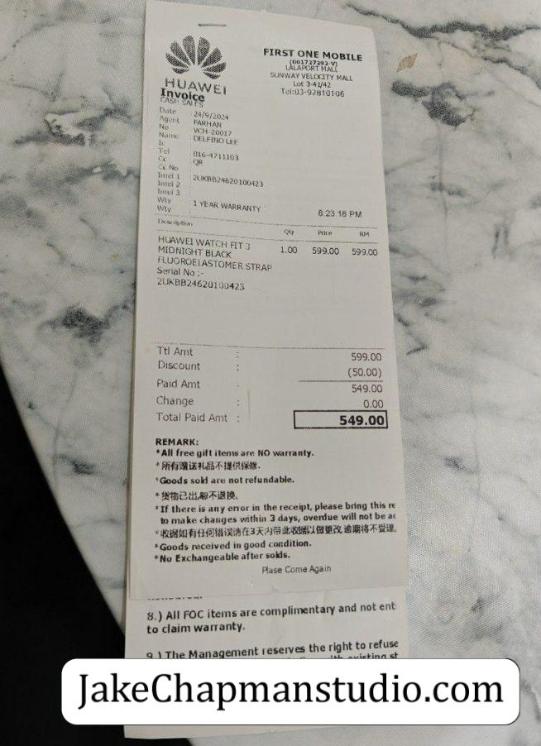 HUAWEI
FIRST ONE MOBILE
(001727292-V)
LALAPORT MALL
SUNWAY VELOCITY MALL
Lot 3-41/42
Tel:03-92810106
Invoice
CASH SALES
Date : 24/9/2024
Agent : FARHAN
No : VCH-20017
Name : DELFINO LEE
Ic :
Tel : 016-4711103
Cc : QR
Cc No :
Imei 1 : 2UKBB24620100423
Imei 2 :
Imei 3 :
Wty : 1 YEAR WARRANTY
Wty :
8:23:16 PM
Description Qty Price RM
HUAWEI WATCH FIT 3 1.00 599.00 599.00
MIDNIGHT BLACK
FLUOROELASTOMER STRAP
Serial No :-
2UKBB24620100423
Ttl Amt : 599.00
Discount : (50.00)
Paid Amt : 549.00
Change : 0.00
Total Paid Amt : 549.00
REMARK:
*All free gift items are NO warranty.
*所有赠送礼品不提供保修.
*Goods sold are not refundable.
*货物已出,概不退换.
*If there is any error in the receipt, please bring this re
to make changes within 3 days, overdue will not be ac
*收据如有任何错误请在3天内带此收据以做更改,逾期将不受理.
*Goods received in good condition.
*No Exchangeable after solds.
Plase Come Again
8.) All FOC items are complimentary and not ent
to claim warranty.
9.) The Management reserves the right to refuse
with existing st
JakeChapmanstudio.com